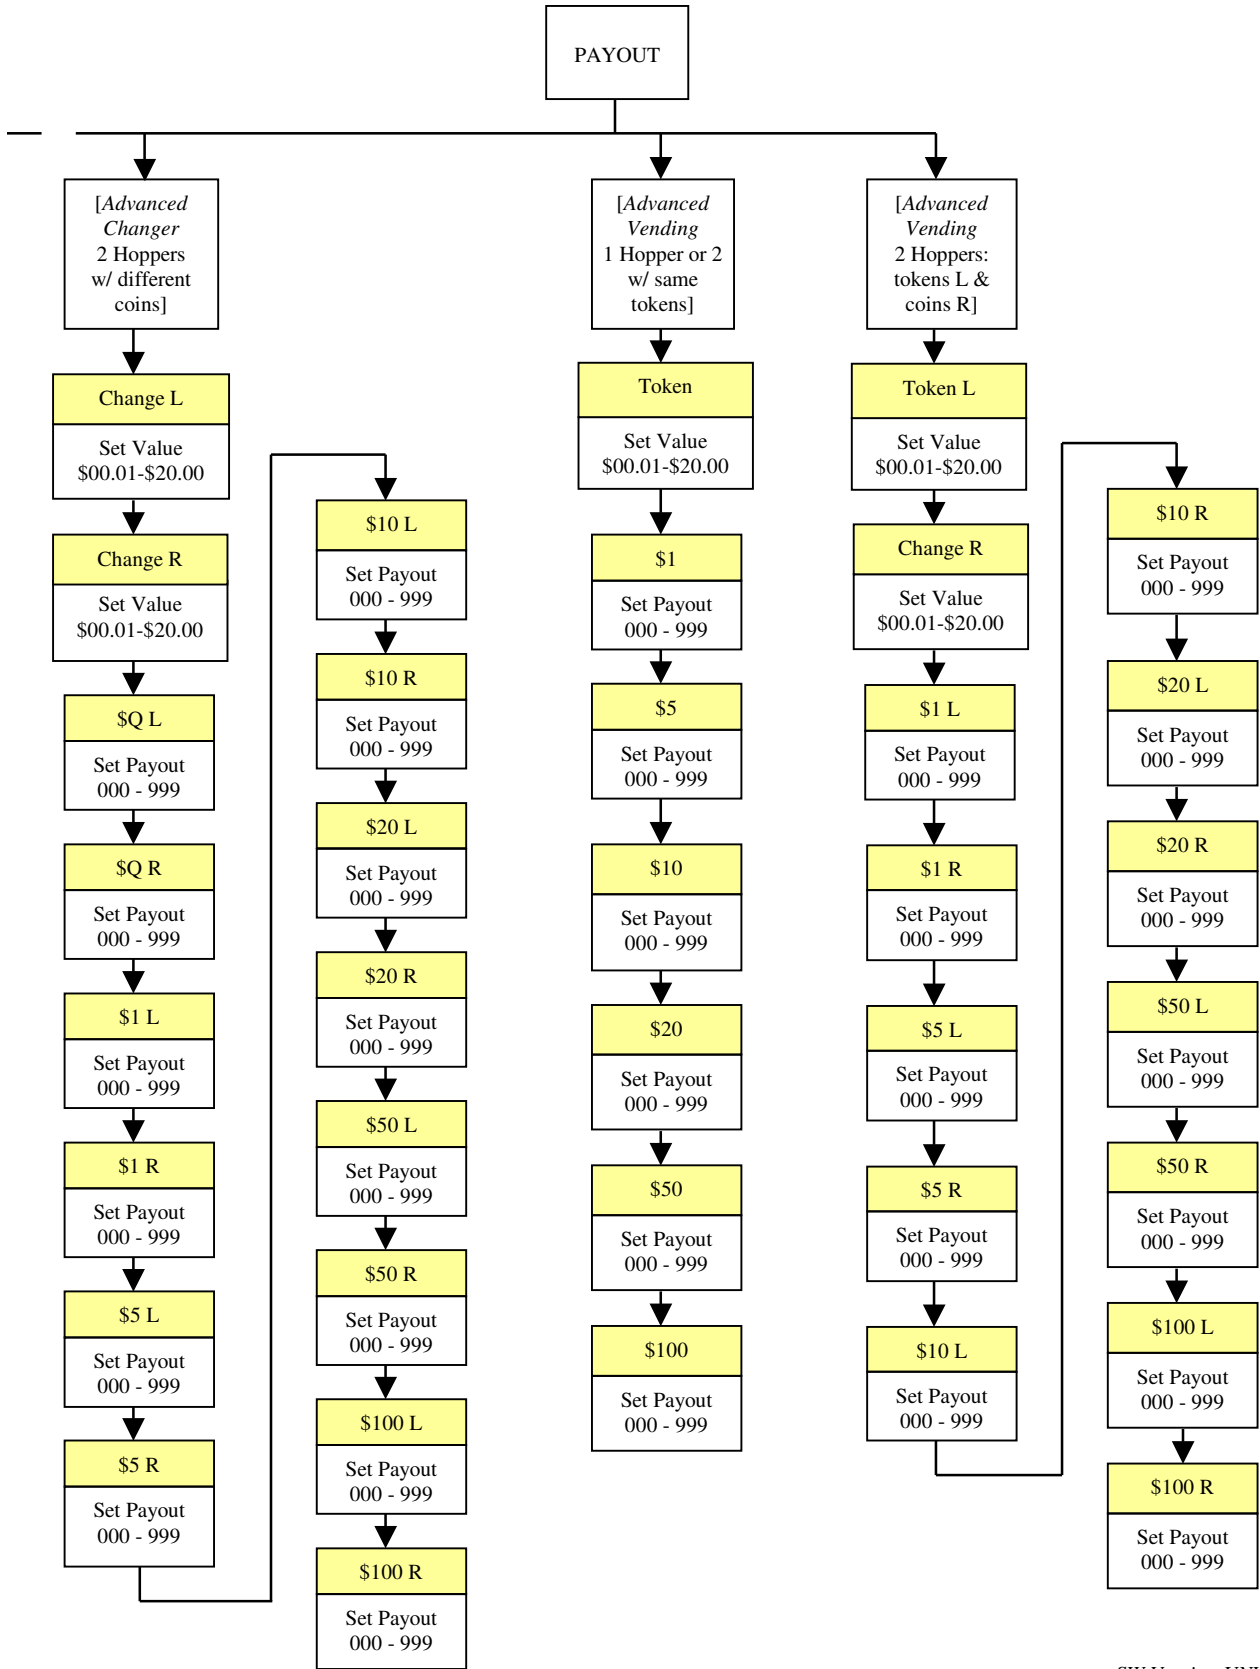 PAYOUT
[Advanced
Changer
2 Hoppers
w/ different
coins]
Change L
Set Value
$00.01-$20.00
Change R
Set Value
$00.01-$20.00
$Q L
Set Payout
000 - 999
$Q R
Set Payout
000 - 999
$1 L
Set Payout
000 - 999
$1 R
Set Payout
000 - 999
$5 L
Set Payout
000 - 999
$5 R
Set Payout
000 - 999
$10 L
Set Payout
000 - 999
$10 R
Set Payout
000 - 999
$20 L
Set Payout
000 - 999
$20 R
Set Payout
000 - 999
$50 L
Set Payout
000 - 999
$50 R
Set Payout
000 - 999
$100 L
Set Payout
000 - 999
$100 R
Set Payout
000 - 999
[Advanced
Vending
1 Hopper or 2
w/ same
tokens]
Token
Set Value
$00.01-$20.00
$1
Set Payout
000 - 999
$5
Set Payout
000 - 999
$10
Set Payout
000 - 999
$20
Set Payout
000 - 999
$50
Set Payout
000 - 999
$100
Set Payout
000 - 999
[Advanced
Vending
2 Hoppers:
tokens L &
coins R]
Token L
Set Value
$00.01-$20.00
Change R
Set Value
$00.01-$20.00
$1 L
Set Payout
000 - 999
$1 R
Set Payout
000 - 999
$5 L
Set Payout
000 - 999
$5 R
Set Payout
000 - 999
$10 L
Set Payout
000 - 999
$10 R
Set Payout
000 - 999
$20 L
Set Payout
000 - 999
$20 R
Set Payout
000 - 999
$50 L
Set Payout
000 - 999
$50 R
Set Payout
000 - 999
$100 L
Set Payout
000 - 999
$100 R
Set Payout
000 - 999